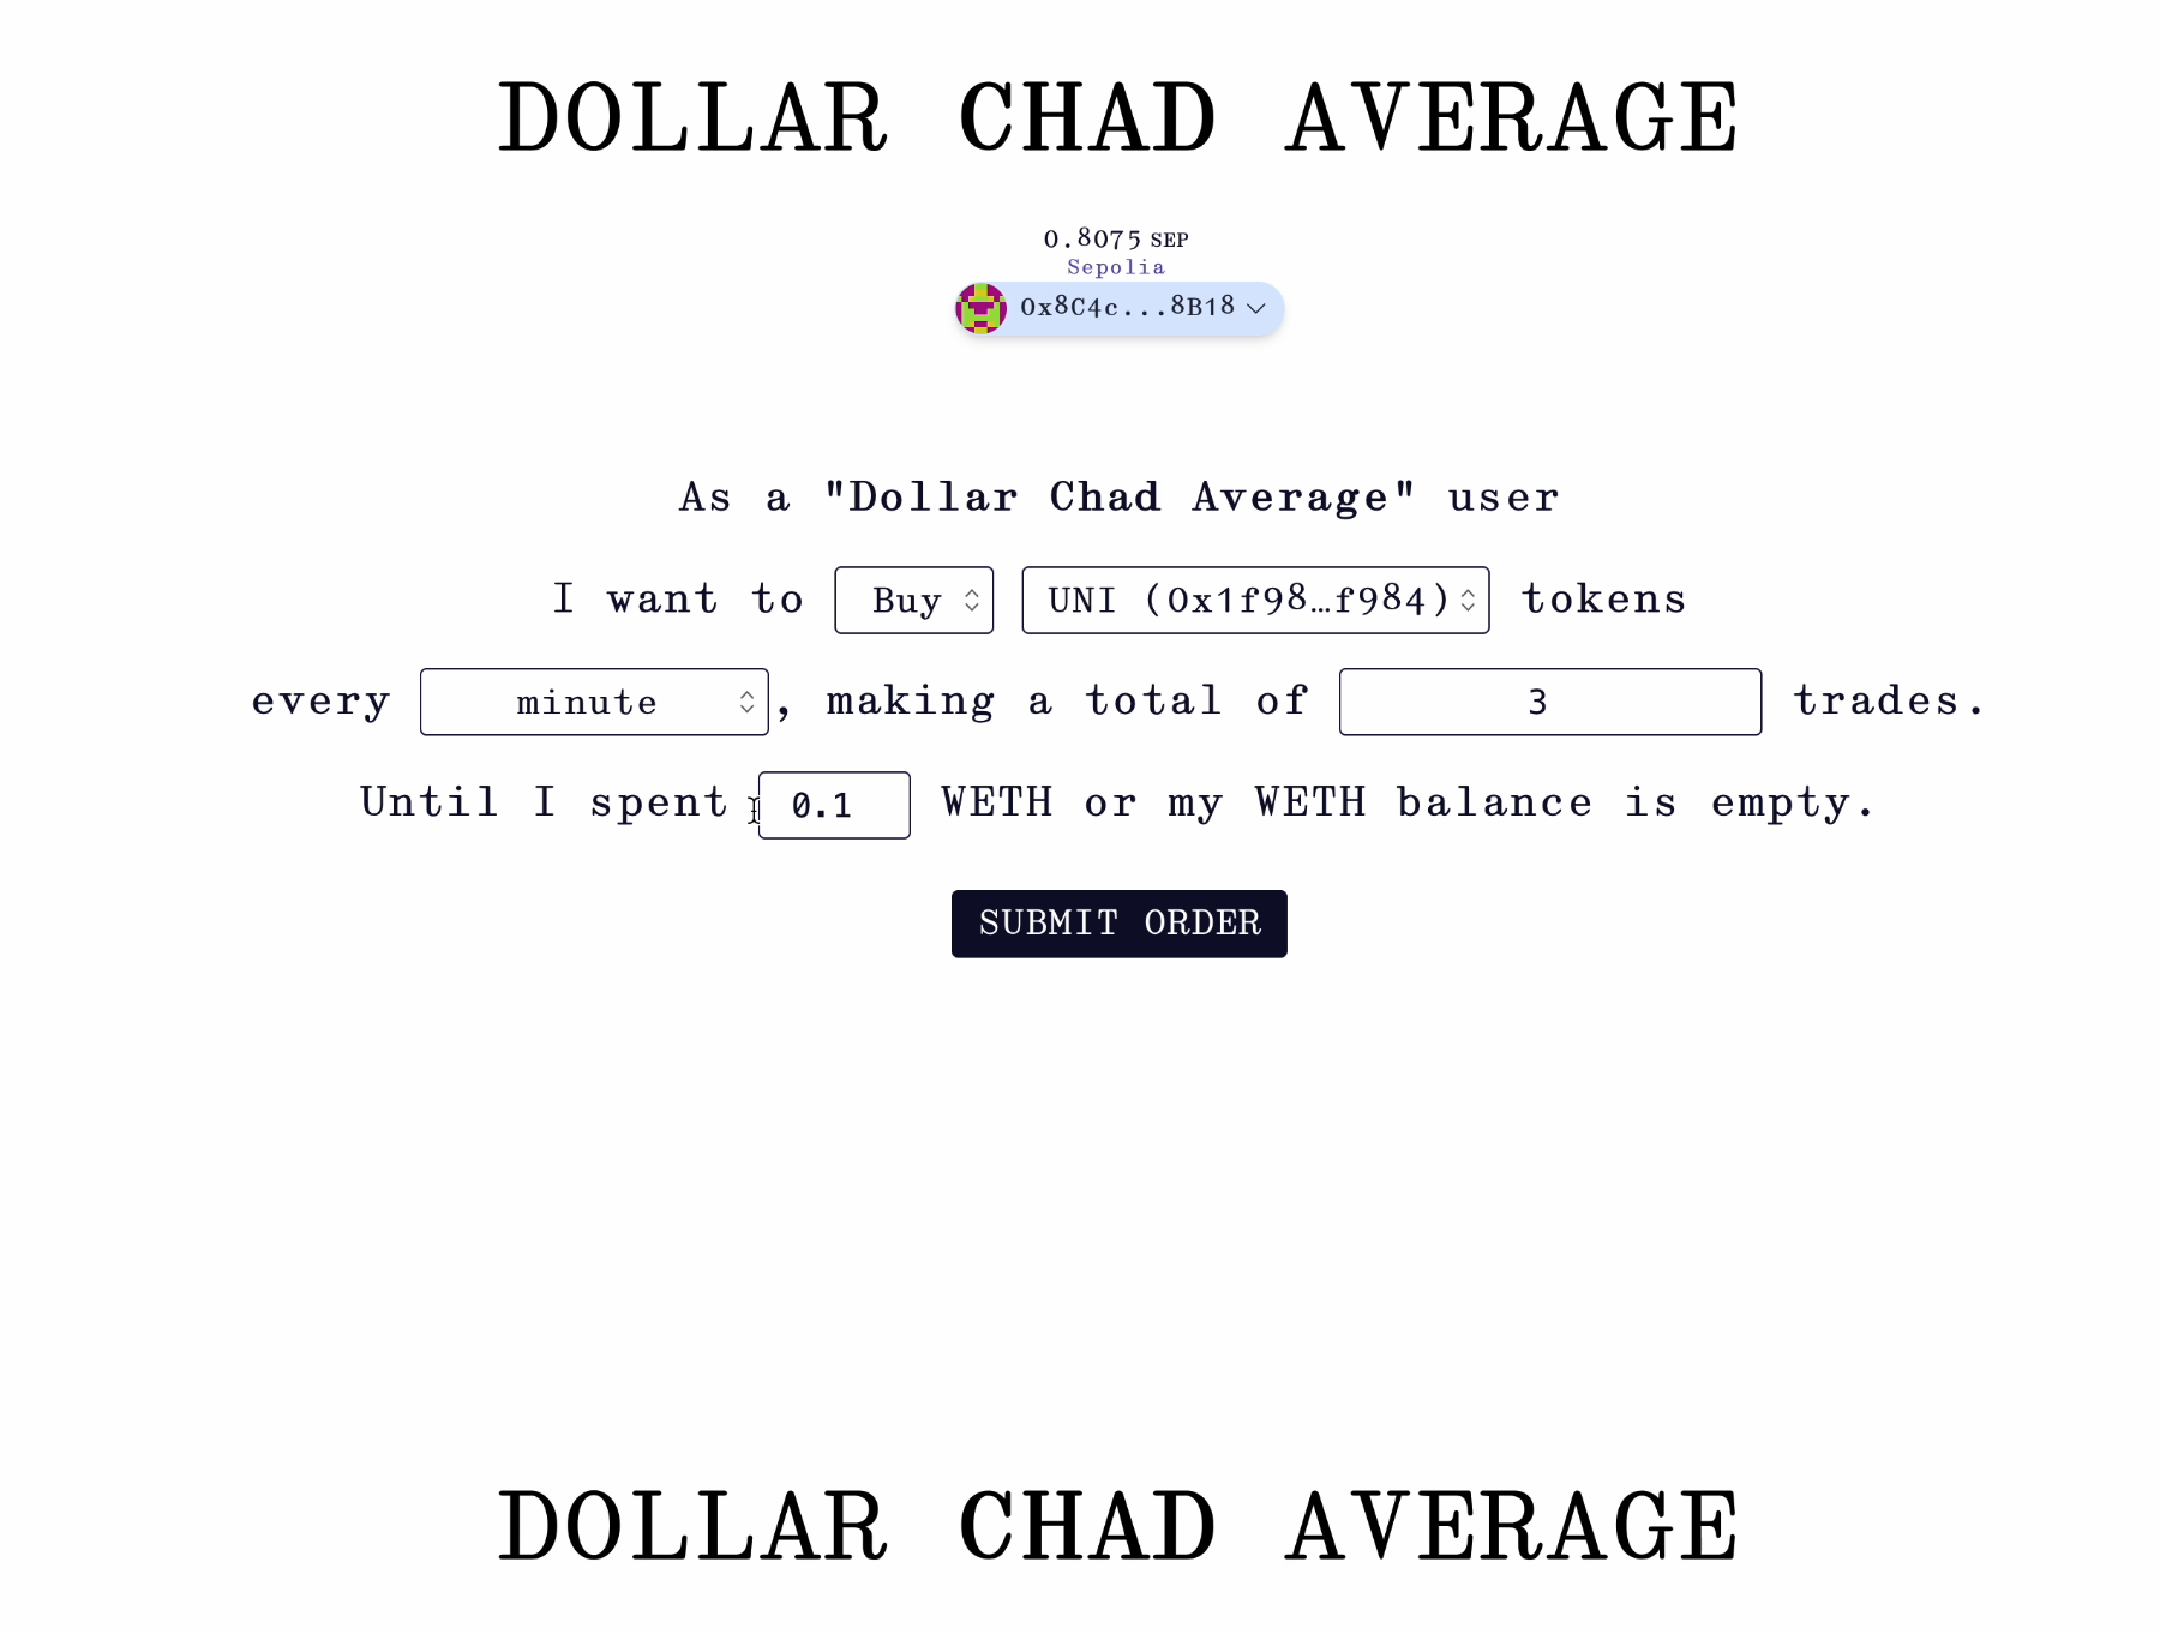 DOLLAR CHAD AVERAGE
0.8075 SEP
Sepolia
0x8C4c...8B18
As a "Dollar Chad Average" user
I want to Buy UNI (0x1f98…f984) tokens
every minute, making a total of 3 trades.
Until I spent 0.1 WETH or my WETH balance is empty.
SUBMIT ORDER
DOLLAR CHAD AVERAGE